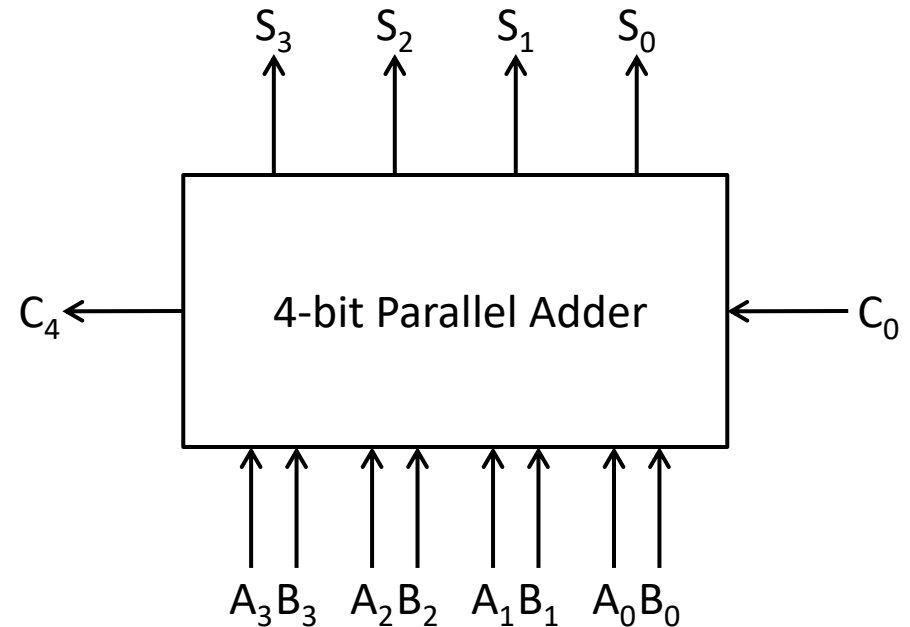 S₃ S₂ S₁ S₀
C₄ 4-bit Parallel Adder C₀
A₃B₃ A₂B₂ A₁B₁ A₀B₀